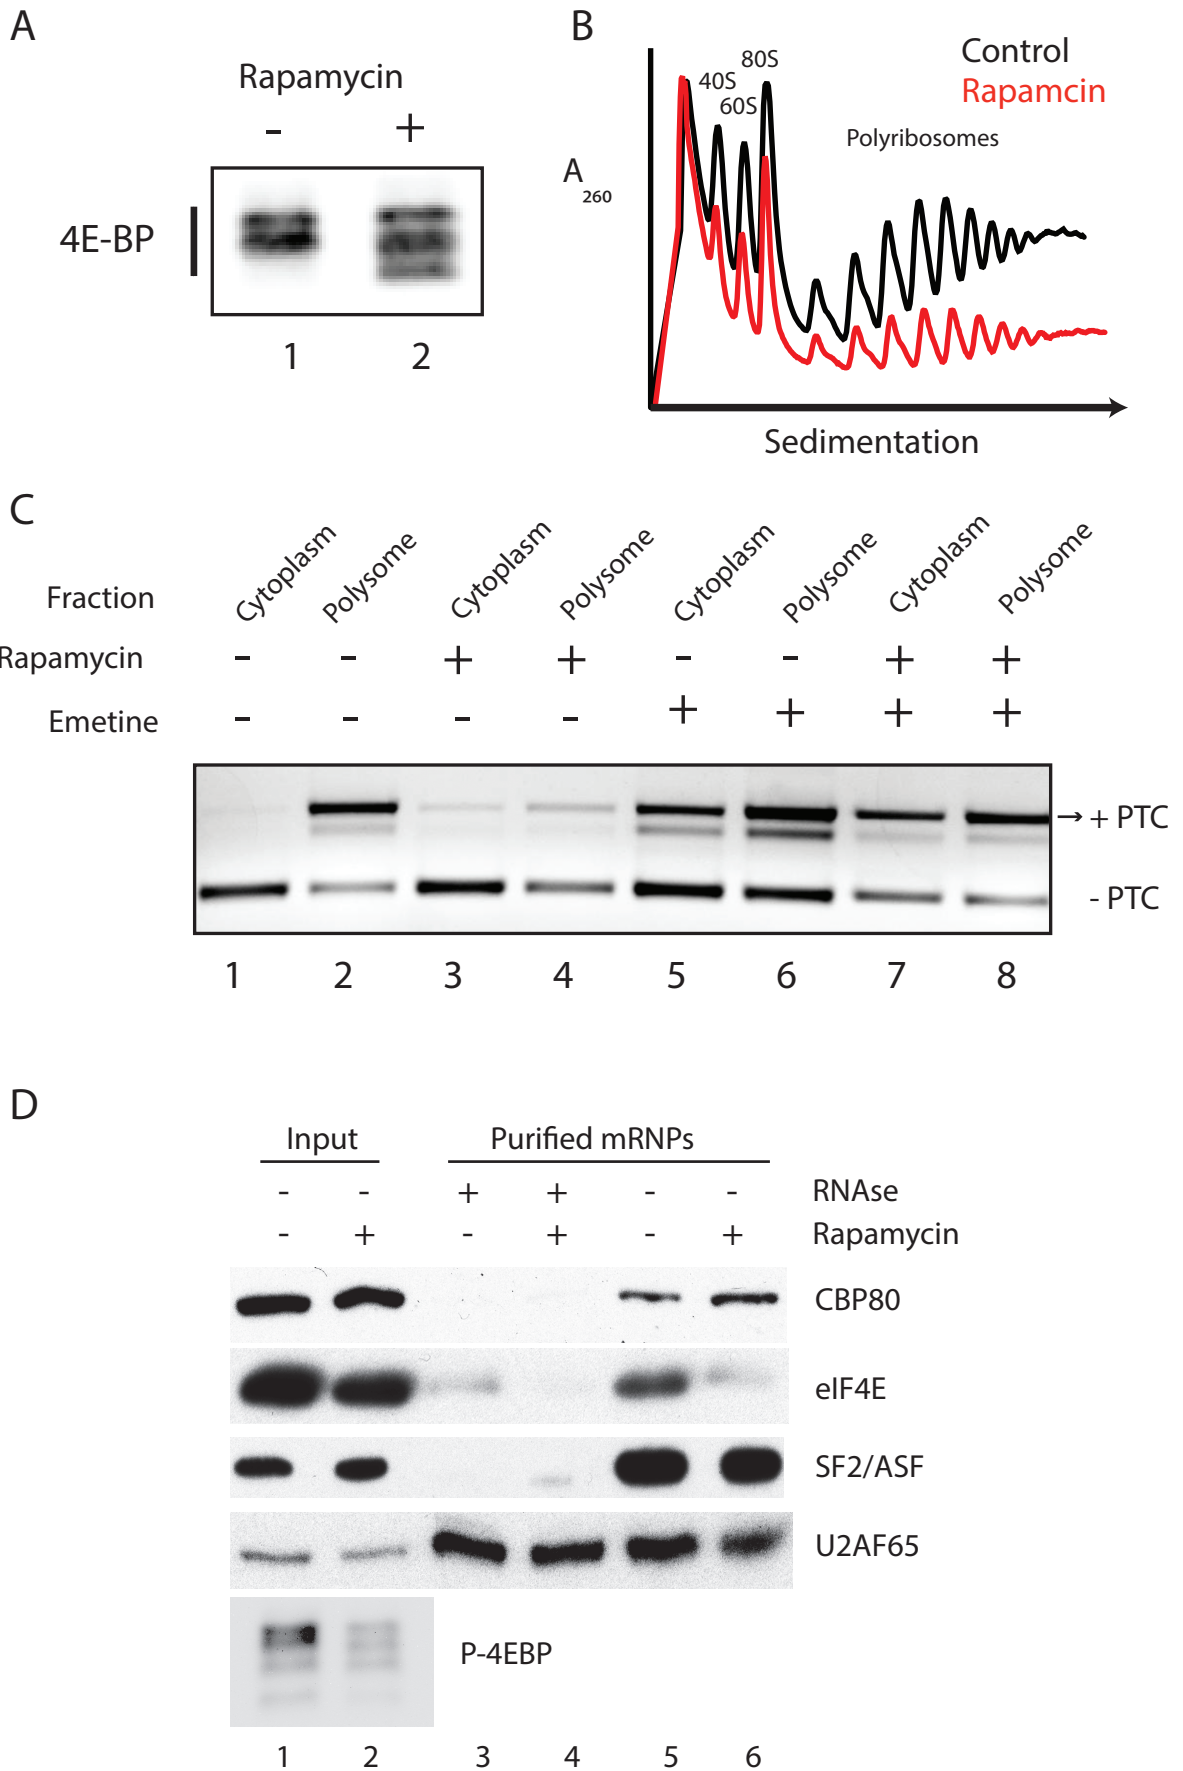 A
Rapamycin
- +
4E-BP
1 2
B
Control
Rapamcin
80S
40S
60S
Polyribosomes
A 260
Sedimentation
C
Fraction Cytoplasm Polysome Cytoplasm Polysome Cytoplasm Polysome Cytoplasm Polysome
Rapamycin - - + + - - + +
Emetine - - - - + + + +
→ + PTC
- PTC
1 2 3 4 5 6 7 8
D
Input Purified mRNPs
- - + + - - RNAse
- + - + - + Rapamycin
CBP80
eIF4E
SF2/ASF
U2AF65
P-4EBP
1 2 3 4 5 6